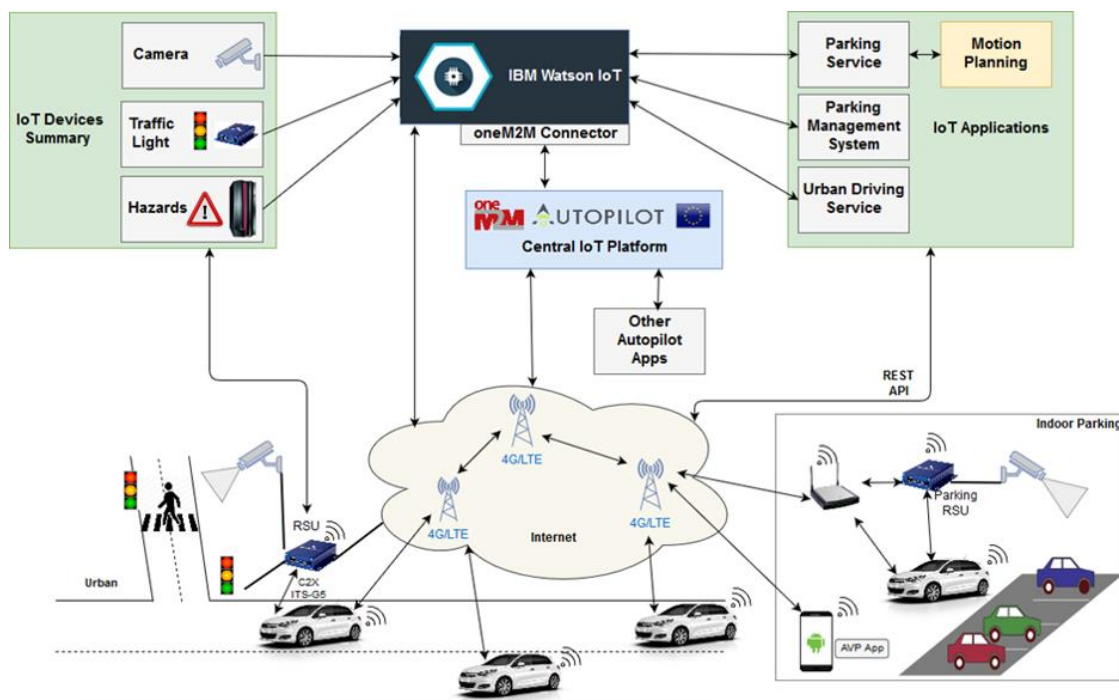 Camera
IoT Devices
Summary
Traffic
Light
Hazards
IBM Watson IoT
oneM2M Connector
Parking
Service
Motion
Planning
Parking
Management
System
IoT Applications
Urban Driving
Service
one
M2M
AUTOPILOT
Central IoT Platform
Other
Autopilot
Apps
REST
API
Indoor Parking
4G/LTE
4G/LTE
4G/LTE
Internet
Parking
RSU
RSU
C2X
ITS-G5
Urban
AVP App